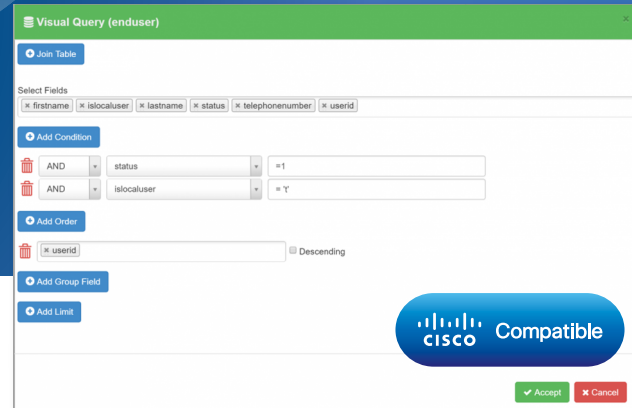 Visual Query (enduser) ×
Join Table
Select Fields
× firstname × islocaluser × lastname × status × telephonenumber × userid
Add Condition
AND status =1
AND islocaluser = 't'
Add Order
× userid Descending
Add Group Field
Add Limit
CISCO Compatible
Accept Cancel